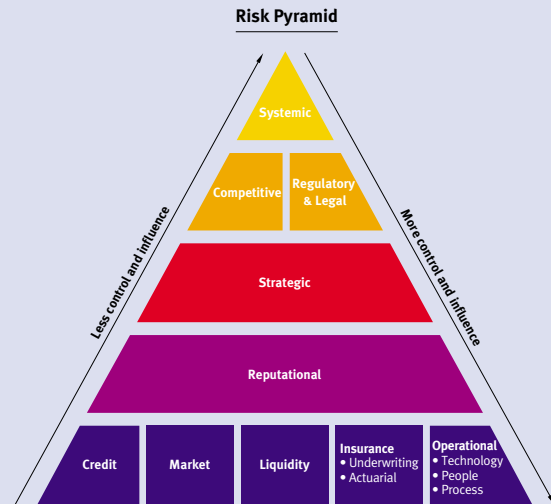 Risk Pyramid
Systemic
Competitive
Regulatory
& Legal
Less control and influence
More control and influence
Strategic
Reputational
Credit
Market
Liquidity
Insurance
• Underwriting
• Actuarial
Operational
• Technology
• People
• Process